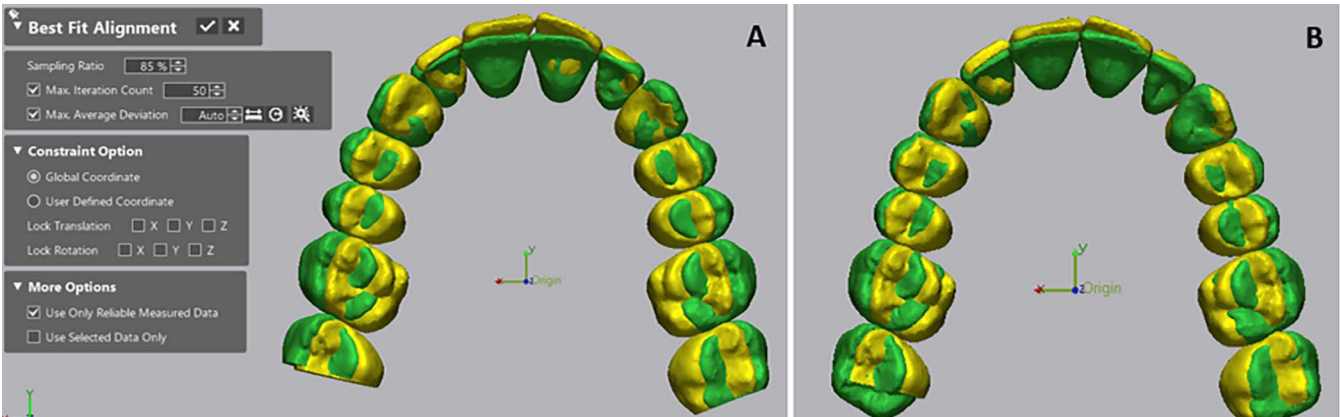 Best Fit Alignment
Sampling Ratio 85 %
Max. Iteration Count 50
Max. Average Deviation Auto
Constraint Option
Global Coordinate
User Defined Coordinate
Lock Translation X Y Z
Lock Rotation X Y Z
More Options
Use Only Reliable Measured Data
Use Selected Data Only
Y
A
y
x z Origin
B
y
x z Origin